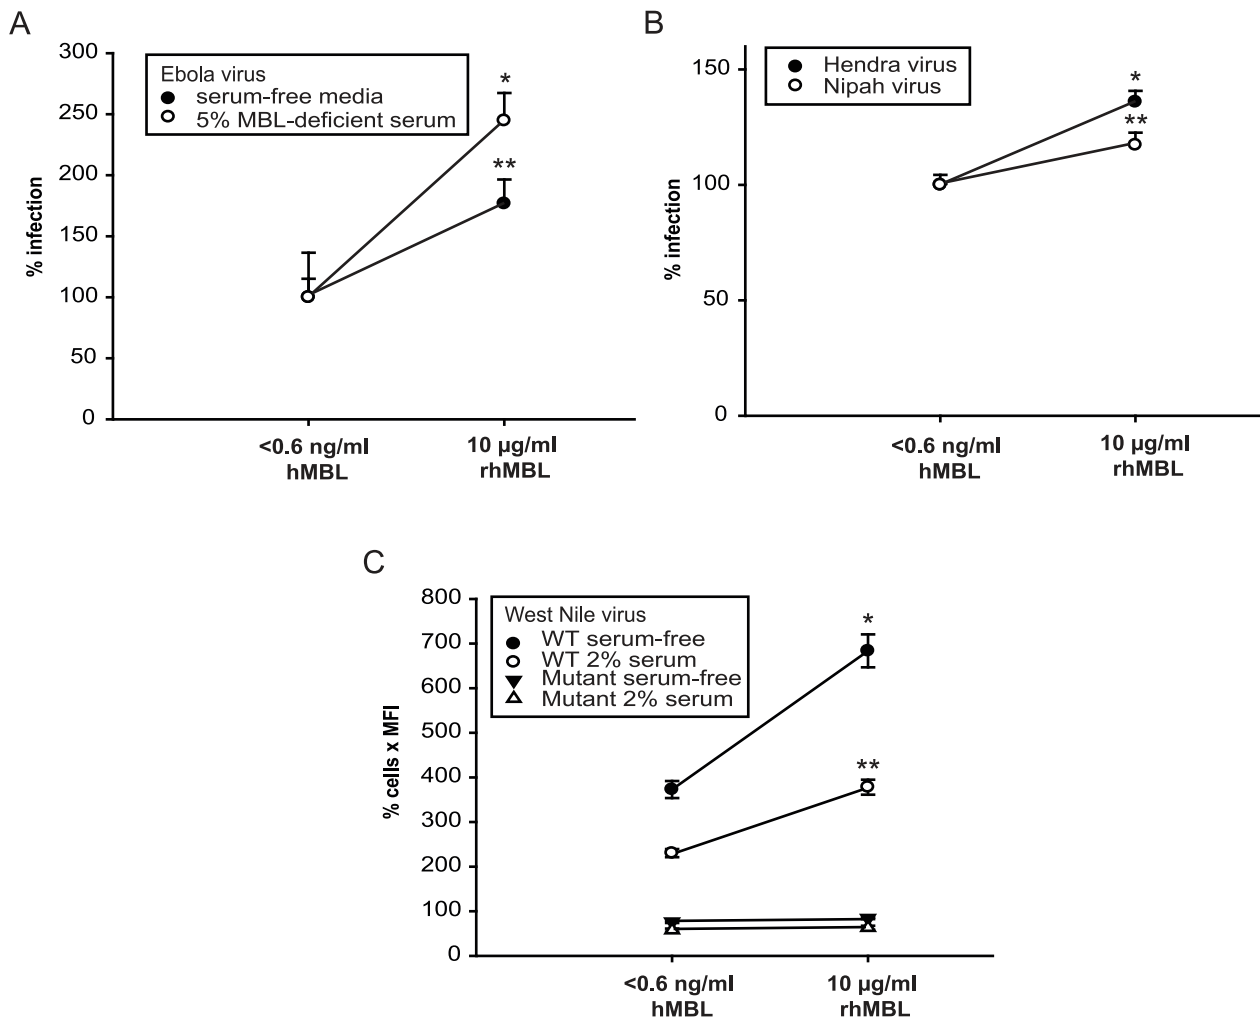 A
300
250
200
150
100
50
0
% infection
Ebola virus
serum-free media
5% MBL-deficient serum
*
**
<0.6 ng/ml
hMBL
10 µg/ml
rhMBL
B
150
100
50
0
% infection
Hendra virus
Nipah virus
*
**
<0.6 ng/ml
hMBL
10 µg/ml
rhMBL
C
800
700
600
500
400
300
200
100
0
% cells x MFI
West Nile virus
WT serum-free
WT 2% serum
Mutant serum-free
Mutant 2% serum
*
**
<0.6 ng/ml
hMBL
10 µg/ml
rhMBL